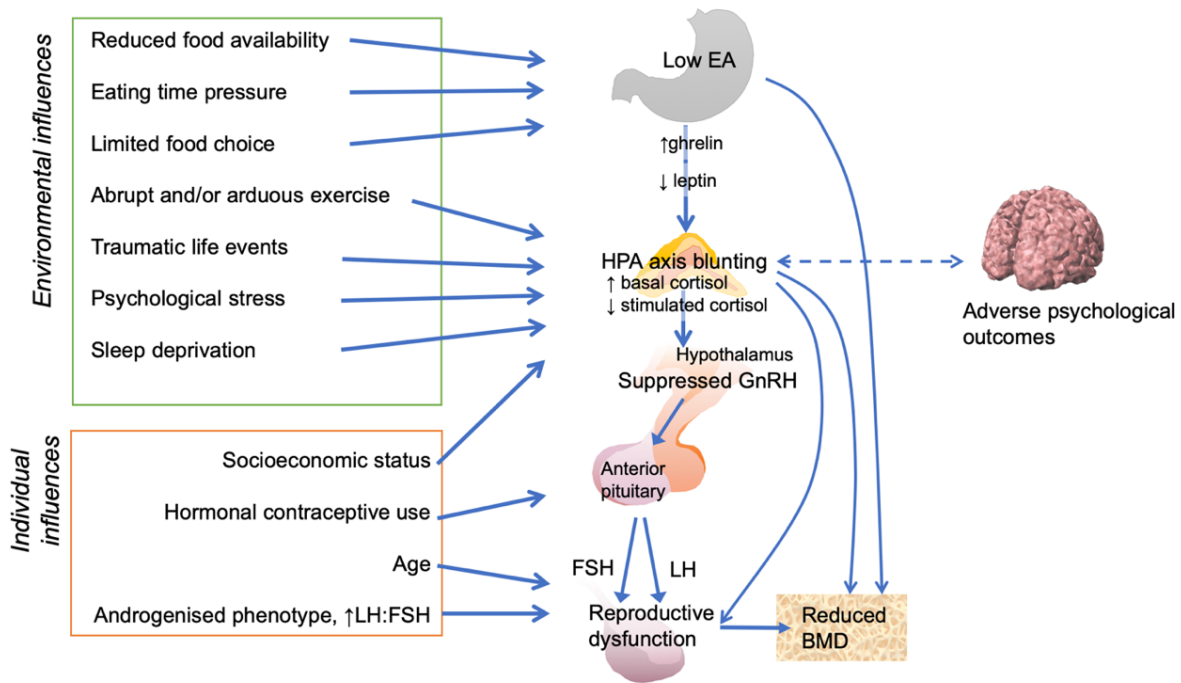 Environmental influences
Reduced food availability
Eating time pressure
Limited food choice
Abrupt and/or arduous exercise
Traumatic life events
Psychological stress
Sleep deprivation
Individual
influences
Socioeconomic status
Hormonal contraceptive use
Age
Androgenised phenotype, ↑LH:FSH
Low EA
↑ghrelin
↓ leptin
HPA axis blunting
↑ basal cortisol
↓ stimulated cortisol
Hypothalamus
Suppressed GnRH
Anterior
pituitary
FSH
LH
Reproductive
dysfunction
Reduced
BMD
Adverse psychological
outcomes